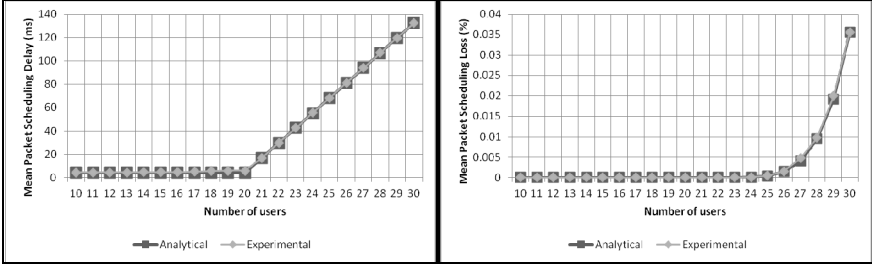 Mean Packet Scheduling Delay (ms)
140
120
100
80
60
40
20
0
10 11 12 13 14 15 16 17 18 19 20 21 22 23 24 25 26 27 28 29 30
Number of users
Analytical Experimental
Mean Packet Scheduling Loss (%)
0.04
0.035
0.03
0.025
0.02
0.015
0.01
0.005
0
10 11 12 13 14 15 16 17 18 19 20 21 22 23 24 25 26 27 28 29 30
Number of users
Analytical Experimental